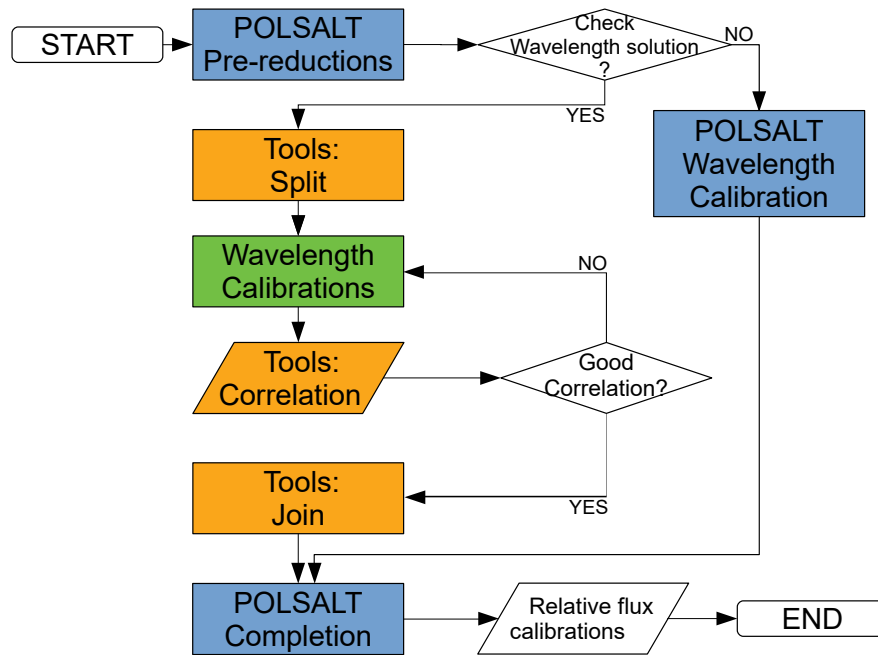 START
POLSALT
Pre-reductions
Check
Wavelength solution
?
NO
YES
Tools:
Split
POLSALT
Wavelength
Calibration
Wavelength
Calibrations
NO
Tools:
Correlation
Good
Correlation?
YES
Tools:
Join
POLSALT
Completion
Relative flux
calibrations
END